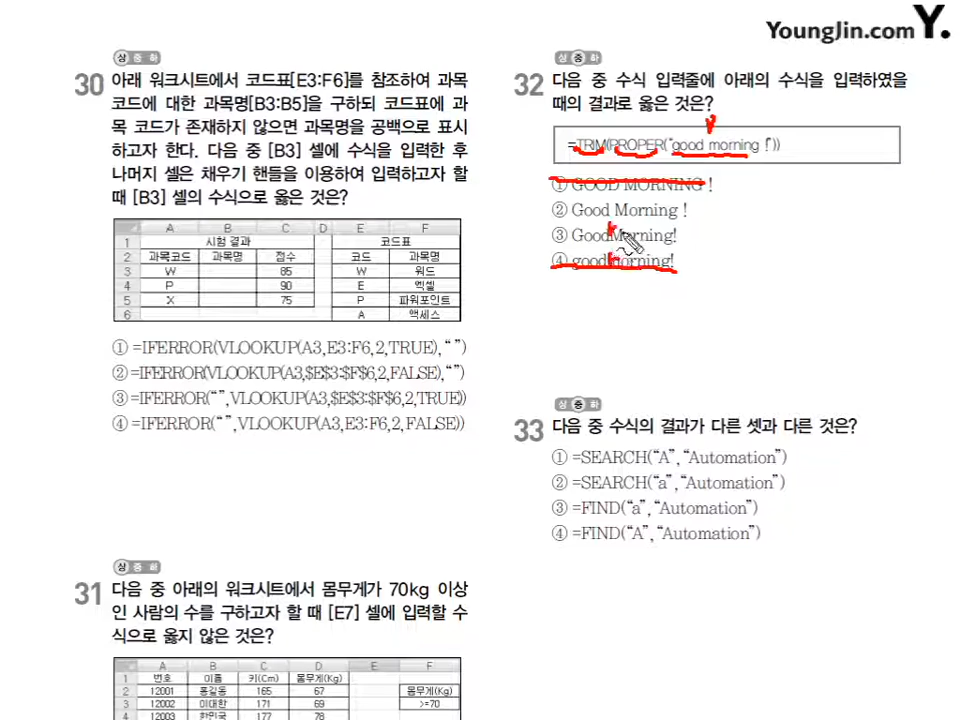 YoungJin.com Y.
상 중 하
30 아래 워크시트에서 코드표[E3:F6]를 참조하여 과목
코드에 대한 과목명[B3:B5]을 구하되 코드표에 과
목 코드가 존재하지 않으면 과목명을 공백으로 표시
하고자 한다. 다음 중 [B3] 셀에 수식을 입력한 후
나머지 셀은 채우기 핸들을 이용하여 입력하고자 할
때 [B3] 셀의 수식으로 옳은 것은?
A B C D E F
1 시험 결과 코드표
2 과목코드 과목명 점수 코드 과목명
3 W 85 W 워드
4 P 90 E 엑셀
5 X 75 P 파워포인트
6 A 액세스
① =IFERROR(VLOOKUP(A3,E3:F6,2,TRUE),“ ”)
② =IFERROR(VLOOKUP(A3,$E$3:$F$6,2,FALSE),“ ”)
③ =IFERROR(“ ”,VLOOKUP(A3,$E$3:$F$6,2,TRUE))
④ =IFERROR(“ ”,VLOOKUP(A3,E3:F6,2,FALSE))
상 중 하
31 다음 중 아래의 워크시트에서 몸무게가 70kg 이상
인 사람의 수를 구하고자 할 때 [E7] 셀에 입력할 수
식으로 옳지 않은 것은?
A B C D E F
1 번호 이름 키(Cm) 몸무게(Kg)
2 12001 홍길동 165 67 몸무게(Kg)
3 12002 이대한 171 69 >=70
4 12003 한민국 177 78
상 중 하
32 다음 중 수식 입력줄에 아래의 수식을 입력하였을
때의 결과로 옳은 것은?
=TRIM(PROPER(“good morning !”))
① GOOD MORNING !
② Good Morning !
③ GoodMorning!
④ goodmorning!
상 중 하
33 다음 중 수식의 결과가 다른 셋과 다른 것은?
① =SEARCH(“A”,“Automation”)
② =SEARCH(“a”,“Automation”)
③ =FIND(“a”,“Automation”)
④ =FIND(“A”,“Automation”)